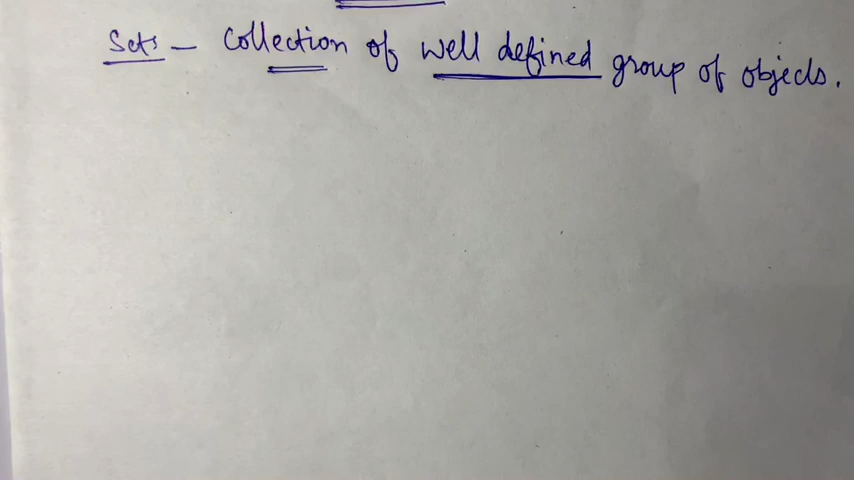 Sets – Collection of well defined group of objects.